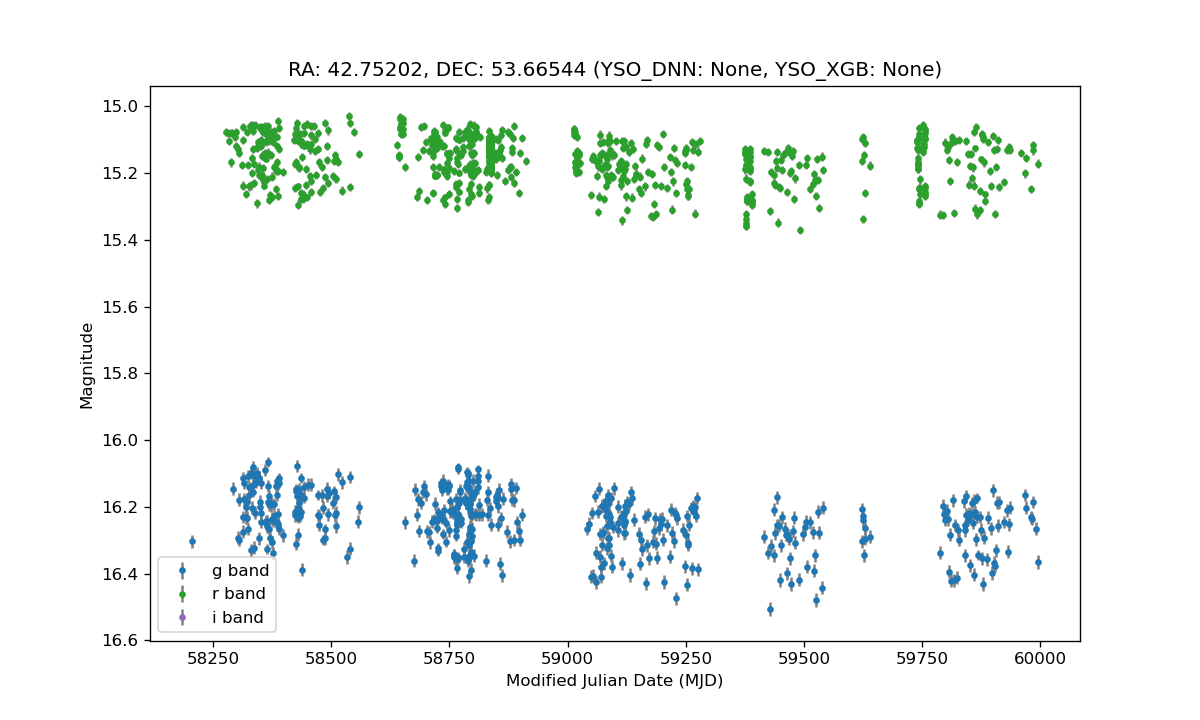 RA: 42.75202, DEC: 53.66544 (YSO_DNN: None, YSO_XGB: None)
15.0
15.2
15.4
15.6
15.8
16.0
16.2
16.4
16.6
Magnitude
g band
r band
i band
58250 58500 58750 59000 59250 59500 59750 60000
Modified Julian Date (MJD)